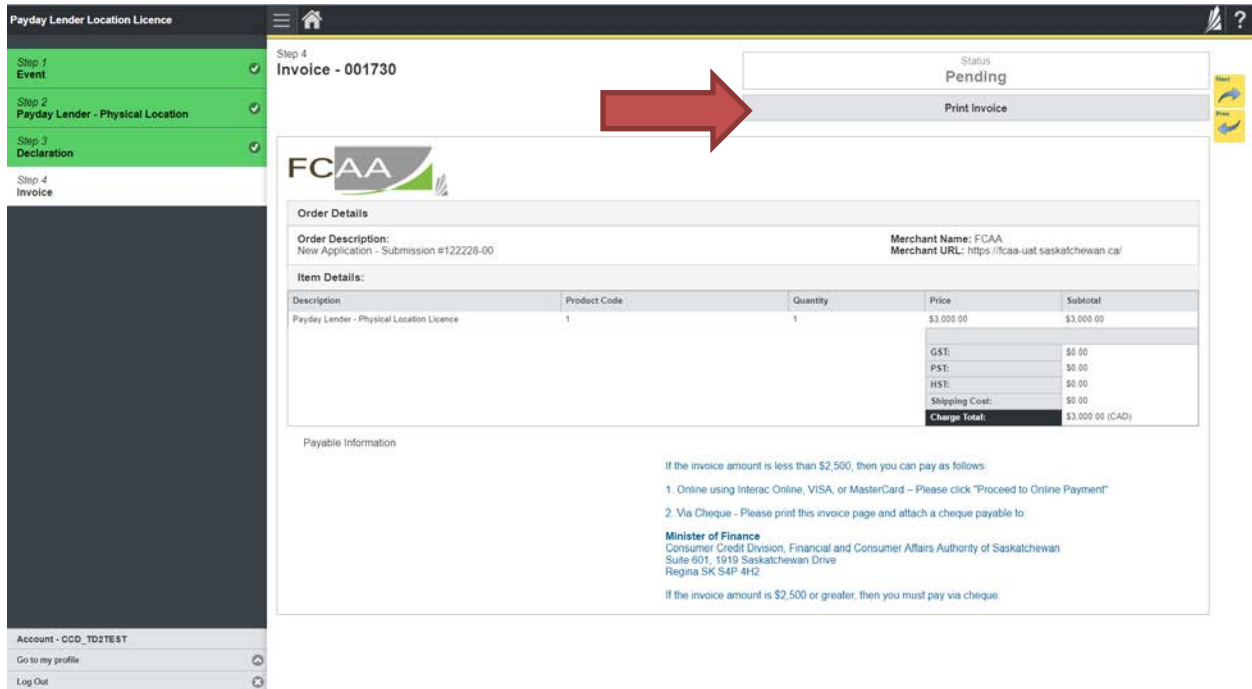 Payday Lender Location Licence
?
Step 1
Event
Step 2
Payday Lender - Physical Location
Step 3
Declaration
Step 4
Invoice
Step 4
Invoice - 001730
Status
Pending
Print Invoice
Next
Prev
FCAA
Order Details
Order Description:
New Application - Submission #122228-00
Merchant Name: FCAA
Merchant URL: https://fcaa-uat.saskatchewan.ca/
Item Details:
Description Product Code Quantity Price Subtotal
Payday Lender - Physical Location Licence 1 1 $3,000.00 $3,000.00
GST: $0.00
PST: $0.00
HST: $0.00
Shipping Cost: $0.00
Charge Total: $3,000.00 (CAD)
Payable Information
If the invoice amount is less than $2,500, then you can pay as follows:
1. Online using Interac Online, VISA, or MasterCard – Please click "Proceed to Online Payment"
2. Via Cheque - Please print this invoice page and attach a cheque payable to:
Minister of Finance
Consumer Credit Division, Financial and Consumer Affairs Authority of Saskatchewan
Suite 601, 1919 Saskatchewan Drive
Regina SK S4P 4H2
If the invoice amount is $2,500 or greater, then you must pay via cheque.
Account - CCD_TD2TEST
Go to my profile
Log Out